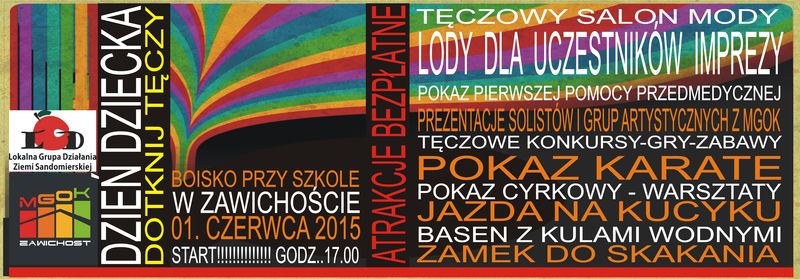 LGD
Lokalna Grupa Działania
Ziemi Sandomierskiej
MGOK
ZAWICHOST
DZIEŃ DZIECKA
DOTKNIJ TĘCZY
BOISKO PRZY SZKOLE
W ZAWICHOŚCIE
01. CZERWCA 2015
START!!!!!!!!!!!!!! GODZ..17.00
ATRAKCJE BEZPŁATNE
TĘCZOWY SALON MODY
LODY DLA UCZESTNIKÓW IMPREZY
POKAZ PIERWSZEJ POMOCY PRZEDMEDYCZNEJ
PREZENTACJE SOLISTÓW I GRUP ARTYSTYCZNYCH Z MGOK
TĘCZOWE KONKURSY-GRY-ZABAWY
POKAZ KARATE
POKAZ CYRKOWY - WARSZTATY
JAZDA NA KUCYKU
BASEN Z KULAMI WODNYMI
ZAMEK DO SKAKANIA